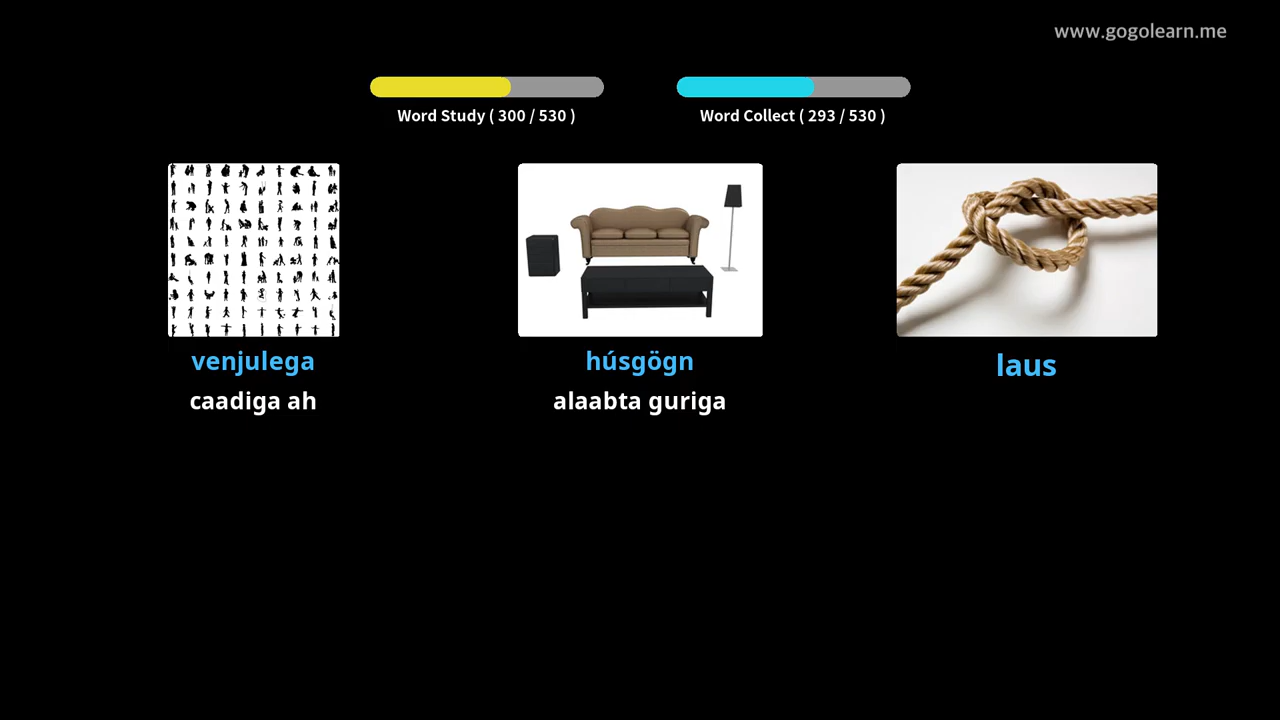 www.gogolearn.me
Word Study ( 300 / 530 )
Word Collect ( 293 / 530 )
venjulega
caadiga ah
húsgögn
alaabta guriga
laus